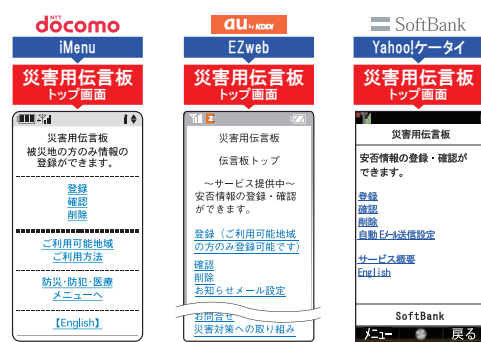 NTT
docomo
iMenu
災害用伝言板
トップ画面
災害用伝言板
被災地の方のみ情報の
登録ができます。
登録
確認
削除
ご利用可能地域
ご利用方法
防災･防犯･医療
メニューへ
【English】
au by KDDI
EZweb
災害用伝言板
トップ画面
災害用伝言板
伝言板トップ
～サービス提供中～
安否情報の登録・確認
ができます。
登録（ご利用可能地域
の方のみ登録可能です）
確認
削除
お知らせメール設定
お問合せ
災害対策への取り組み
SoftBank
Yahoo!ケータイ
災害用伝言板
トップ画面
災害用伝言板
安否情報の登録・確認が
できます。
登録
確認
削除
自動Eメール送信設定
サービス概要
English
SoftBank
メニュー 戻る